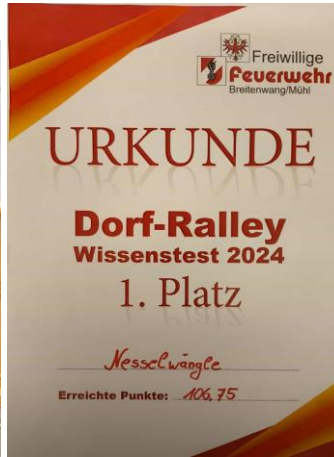 Freiwillige
Feuerwehr
Breitenwang/Mühl
URKUNDE
Dorf-Ralley
Wissenstest 2024
1. Platz
Nesselwängle
Erreichte Punkte: 106,75